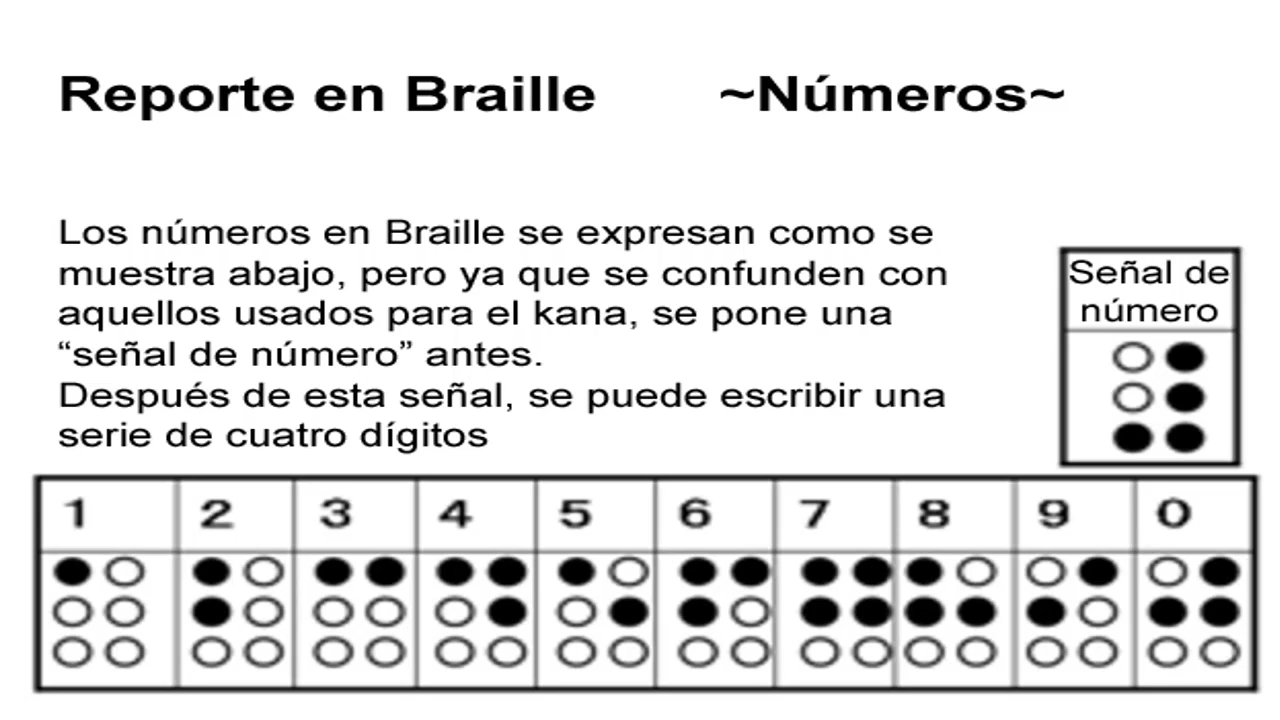 Reporte en Braille ~Números~
Los números en Braille se expresan como se
muestra abajo, pero ya que se confunden con
aquellos usados para el kana, se pone una
“señal de número” antes.
Después de esta señal, se puede escribir una
serie de cuatro dígitos
Señal de
número
1 2 3 4 5 6 7 8 9 0